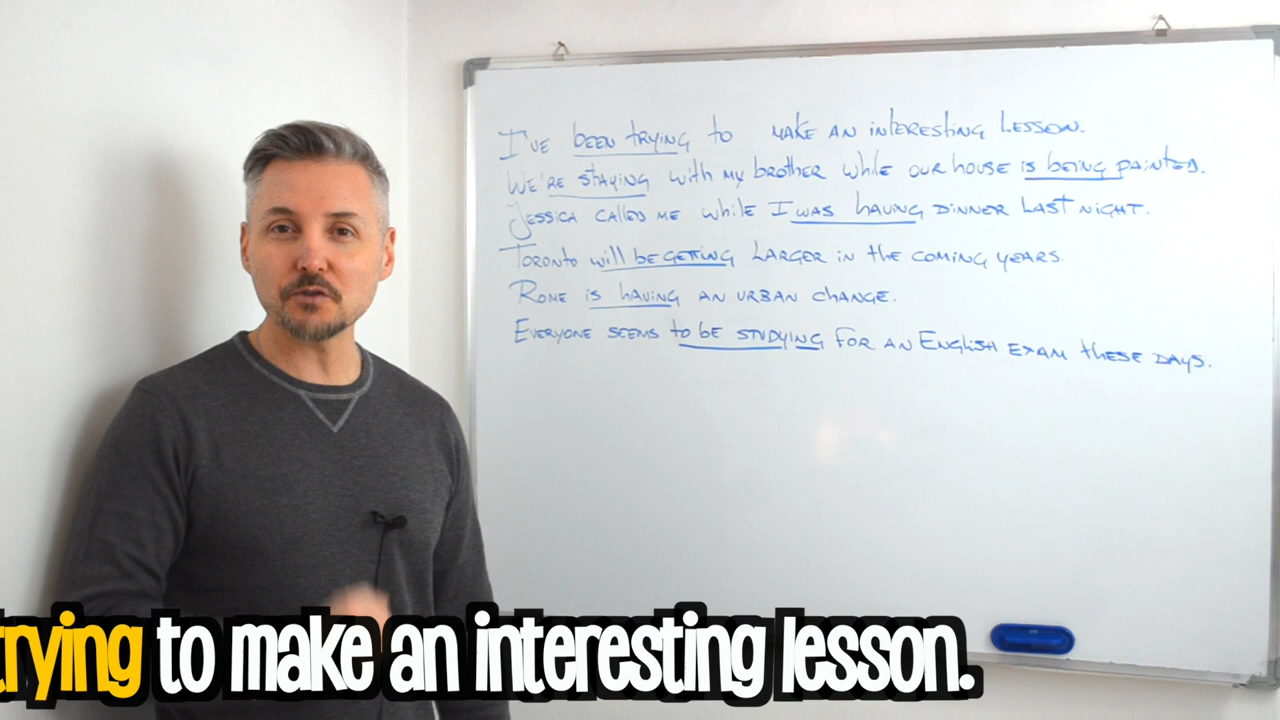 I've been trying to make an interesting lesson.
We're staying with my brother while our house is being painted.
Jessica called me while I was having dinner last night.
Toronto will be getting larger in the coming years.
Rome is having an urban change.
Everyone seems to be studying for an English exam these days.
trying to make an interesting lesson.